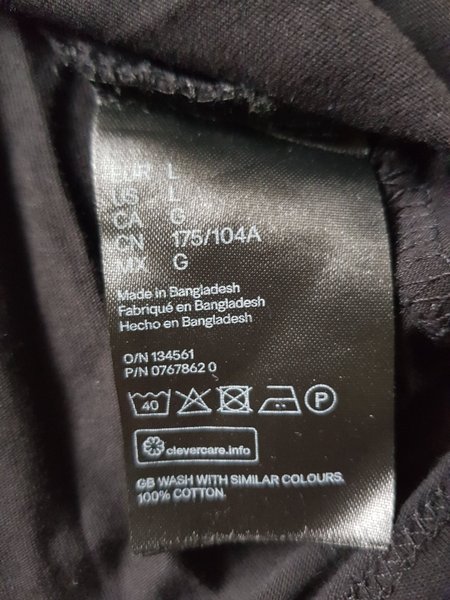 EUR L
US L
CA G
CN 175/104A
MX G
Made in Bangladesh
Fabriqué en Bangladesh
Hecho en Bangladesh
O/N 134561
P/N 0767862 0
40 P
clevercare.info
GB WASH WITH SIMILAR COLOURS.
100% COTTON.